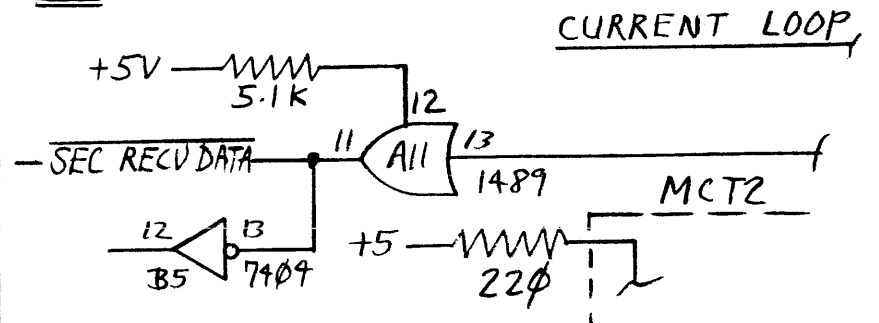 CURRENT LOOP
+5V
5.1K
12
SEC RECV DATA
11
A11
13
1489
MCT2
12
13
B5
7404
+5
220